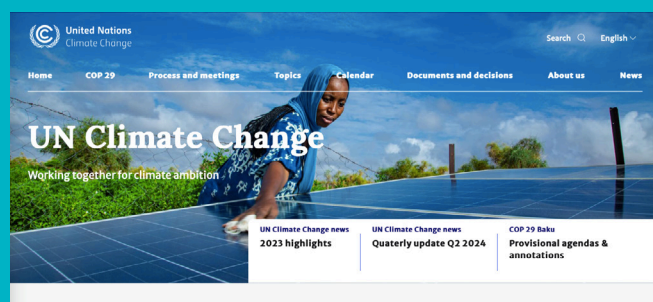 United Nations
Climate Change
Search English
Home COP 29 Process and meetings Topics Calendar Documents and decisions About us News
UN Climate Change
Working together for climate ambition
UN Climate Change news
2023 highlights
UN Climate Change news
Quaterly update Q2 2024
COP 29 Baku
Provisional agendas &
annotations